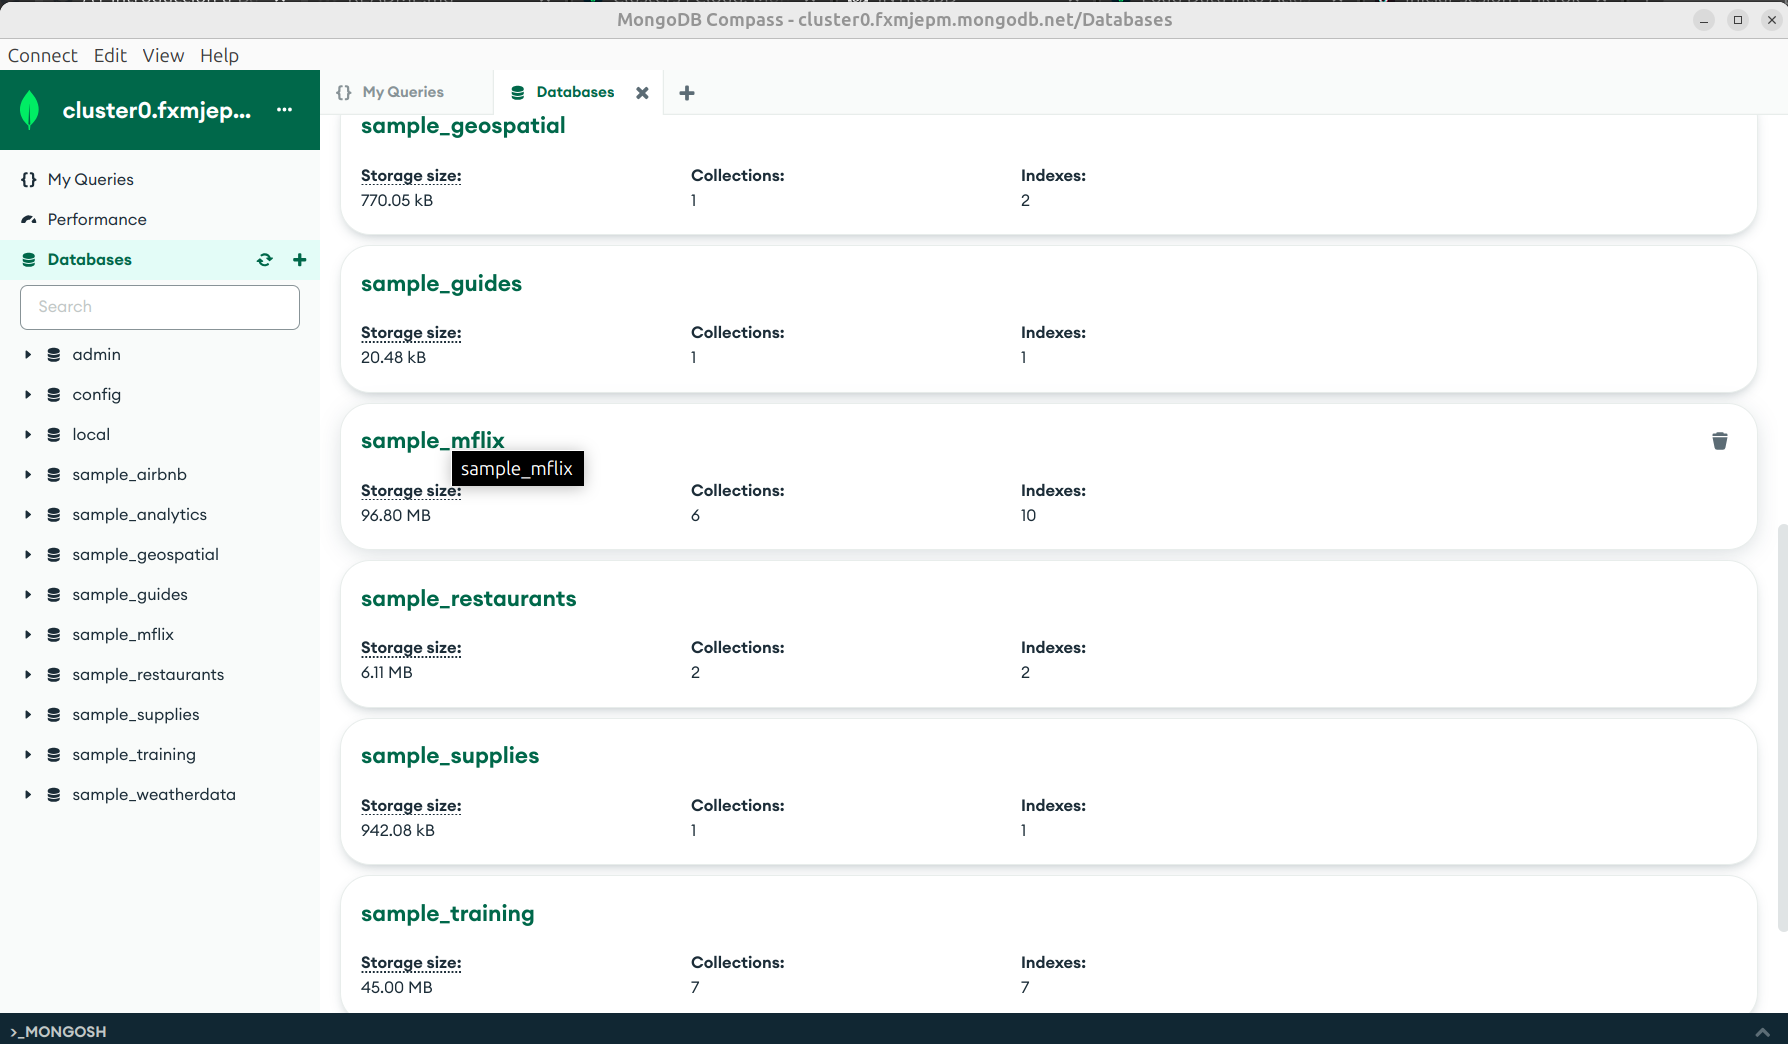 MongoDB Compass - cluster0.fxmjepm.mongodb.net/Databases
Connect Edit View Help
cluster0.fxmjep... ...
{} My Queries
Databases
My Queries
Performance
Databases
Search
admin
config
local
sample_airbnb
sample_analytics
sample_geospatial
sample_guides
sample_mflix
sample_restaurants
sample_supplies
sample_training
sample_weatherdata
sample_geospatial
Storage size: Collections: Indexes:
770.05 kB 1 2
sample_guides
Storage size: Collections: Indexes:
20.48 kB 1 1
sample_mflix
sample_mflix
Storage size: Collections: Indexes:
96.80 MB 6 10
sample_restaurants
Storage size: Collections: Indexes:
6.11 MB 2 2
sample_supplies
Storage size: Collections: Indexes:
942.08 kB 1 1
sample_training
Storage size: Collections: Indexes:
45.00 MB 7 7
>_MONGOSH